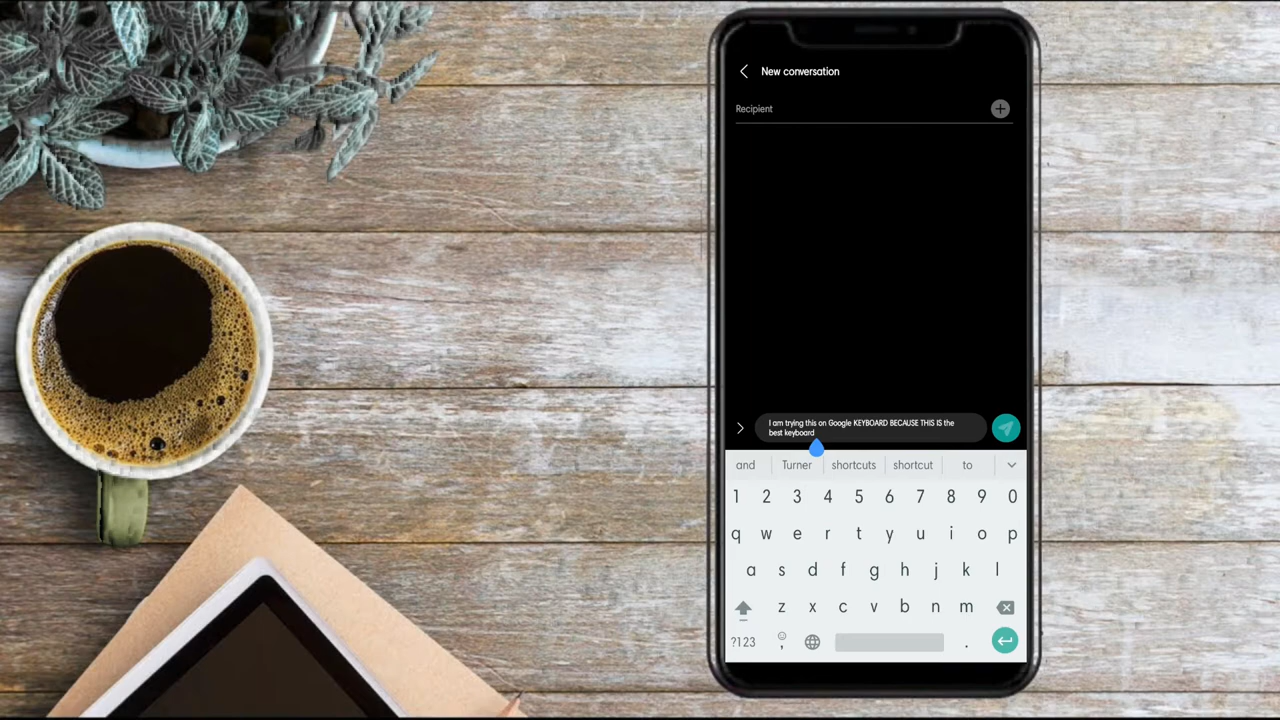 New conversation
Recipient
I am trying this on Google KEYBOARD BECAUSE THIS IS the
best keyboard
and Turner shortcuts shortcut to
1 2 3 4 5 6 7 8 9 0
q w e r t y u i o p
a s d f g h j k l
z x c v b n m
?123 , .